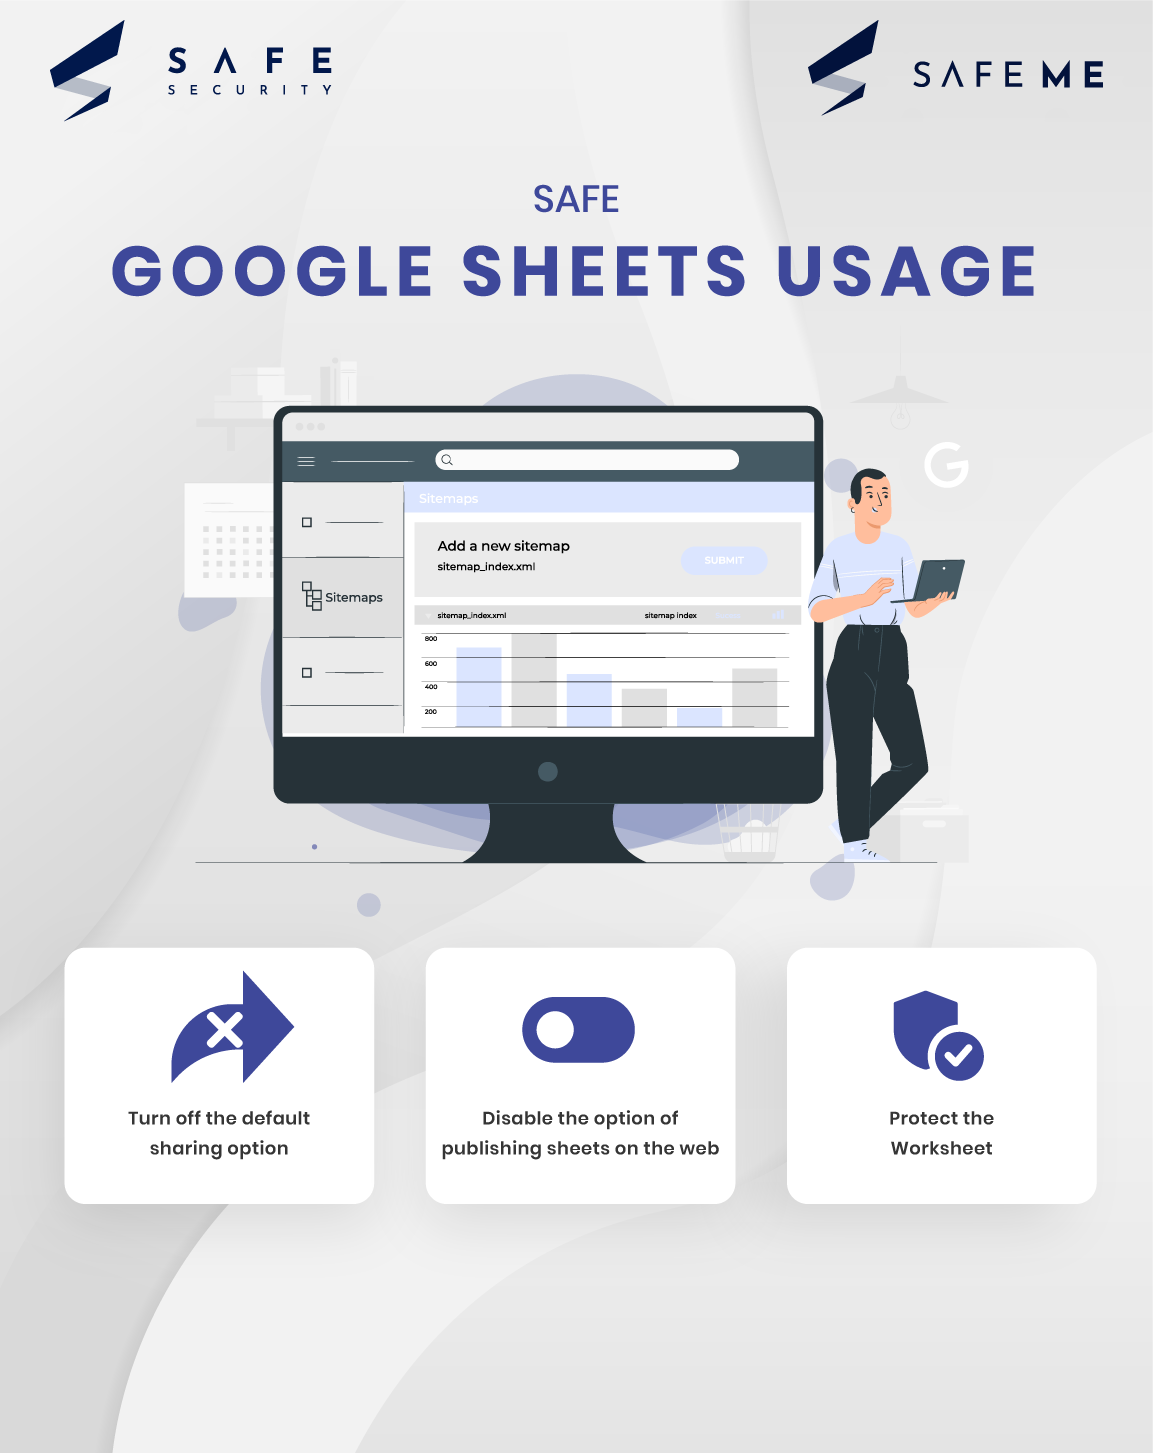 SAFE
SECURITY
SAFE ME
SAFE
GOOGLE SHEETS USAGE
Sitemaps
Add a new sitemap
sitemap_index.xml
SUBMIT
Sitemaps
sitemap_index.xml sitemap index
800
600
400
200
Turn off the default
sharing option
Disable the option of
publishing sheets on the web
Protect the
Worksheet